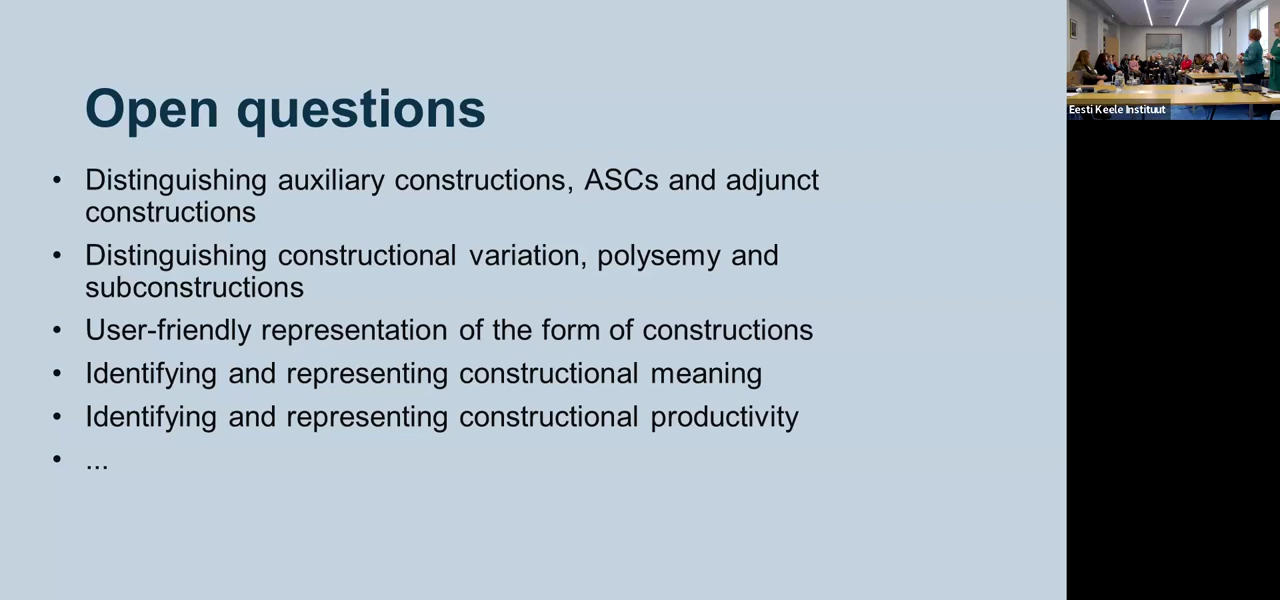 Open questions
• Distinguishing auxiliary constructions, ASCs and adjunct
constructions
• Distinguishing constructional variation, polysemy and
subconstructions
• User-friendly representation of the form of constructions
• Identifying and representing constructional meaning
• Identifying and representing constructional productivity
• ...
Eesti Keele Instituut